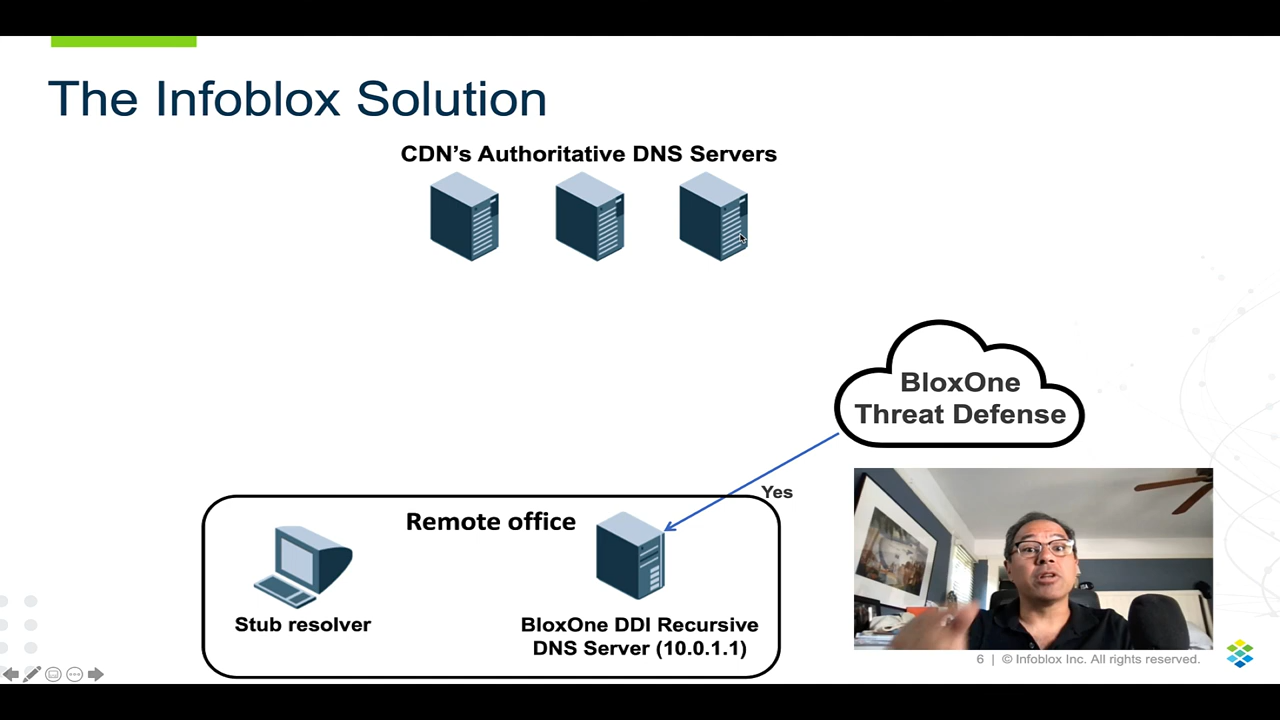 The Infoblox Solution
CDN's Authoritative DNS Servers
BloxOne
Threat Defense
Yes
Remote office
Stub resolver
BloxOne DDI Recursive
DNS Server (10.0.1.1)
6 | © Infoblox Inc. All rights reserved.